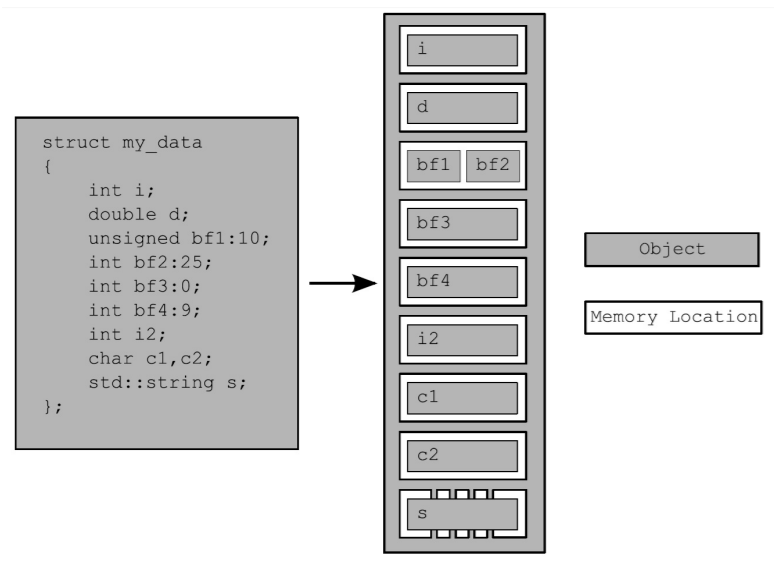 struct my_data
{
int i;
double d;
unsigned bf1:10;
int bf2:25;
int bf3:0;
int bf4:9;
int i2;
char c1,c2;
std::string s;
};
i
d
bf1 bf2
bf3
bf4
i2
c1
c2
s
Object
Memory Location